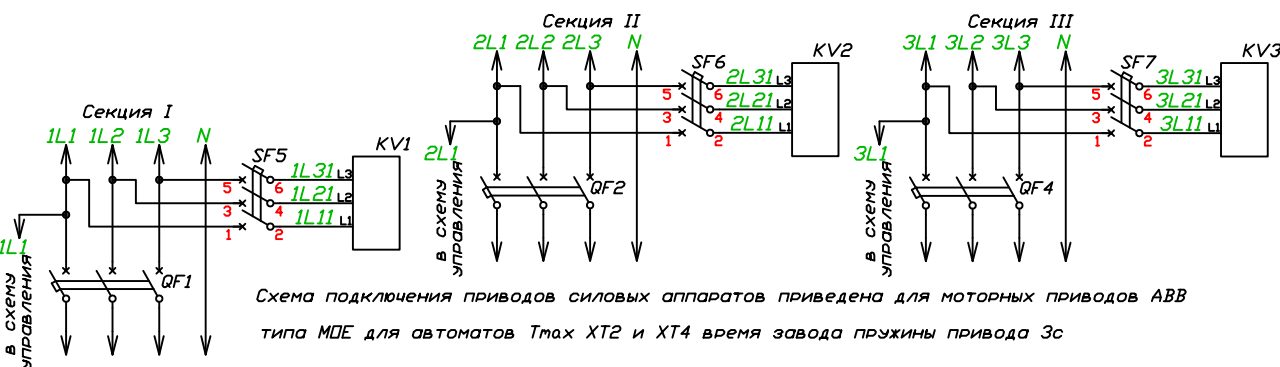 Секция I
1L1 1L2 1L3 N
SF5
KV1
5 6 1L31 L3
3 4 1L21 L2
1 2 1L11 L1
1L1
в схему
управления
QF1
Секция II
2L1 2L2 2L3 N
SF6
KV2
5 6 2L31 L3
3 4 2L21 L2
1 2 2L11 L1
2L1
в схему
управления
QF2
Секция III
3L1 3L2 3L3 N
SF7
KV3
5 6 3L31 L3
3 4 3L21 L2
1 2 3L11 L1
3L1
в схему
управления
QF4
Схема подключения приводов силовых аппаратов приведена для моторных приводов ABB
типа MOE для автоматов Tmax XT2 и XT4 время завода пружины привода 3с